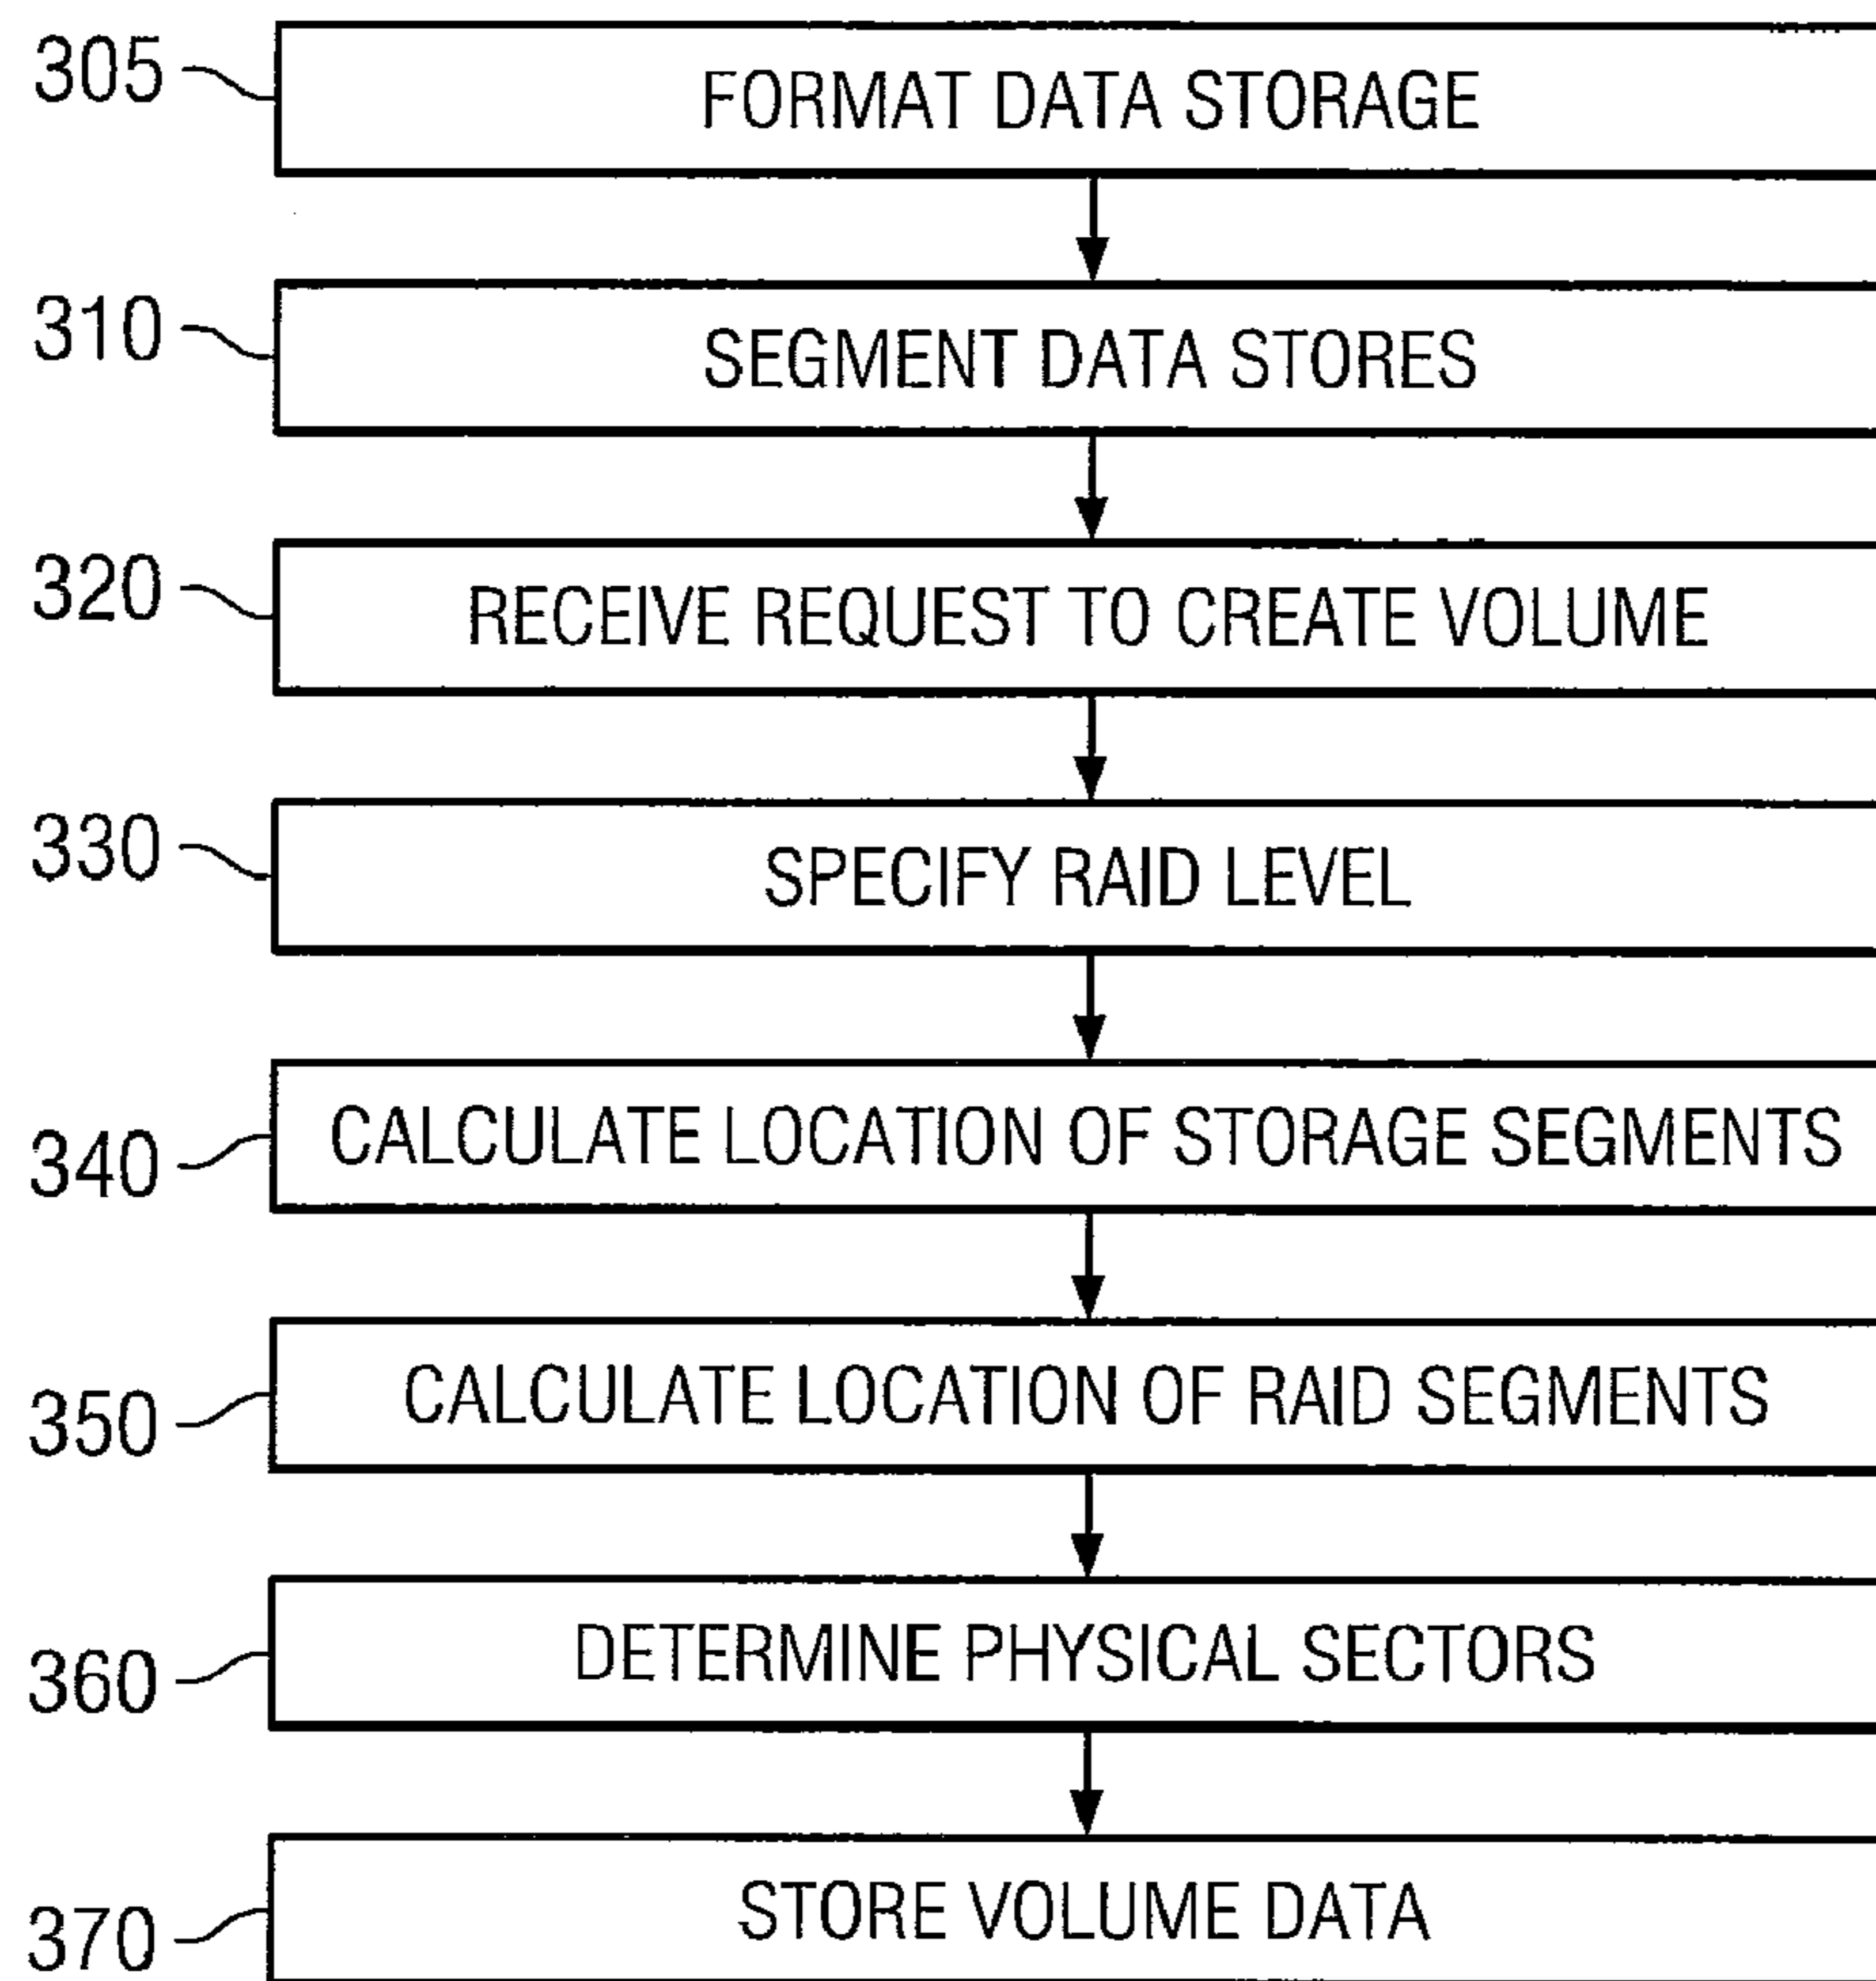 305 FORMAT DATA STORAGE
310 SEGMENT DATA STORES
320 RECEIVE REQUEST TO CREATE VOLUME
330 SPECIFY RAID LEVEL
340 CALCULATE LOCATION OF STORAGE SEGMENTS
350 CALCULATE LOCATION OF RAID SEGMENTS
360 DETERMINE PHYSICAL SECTORS
370 STORE VOLUME DATA